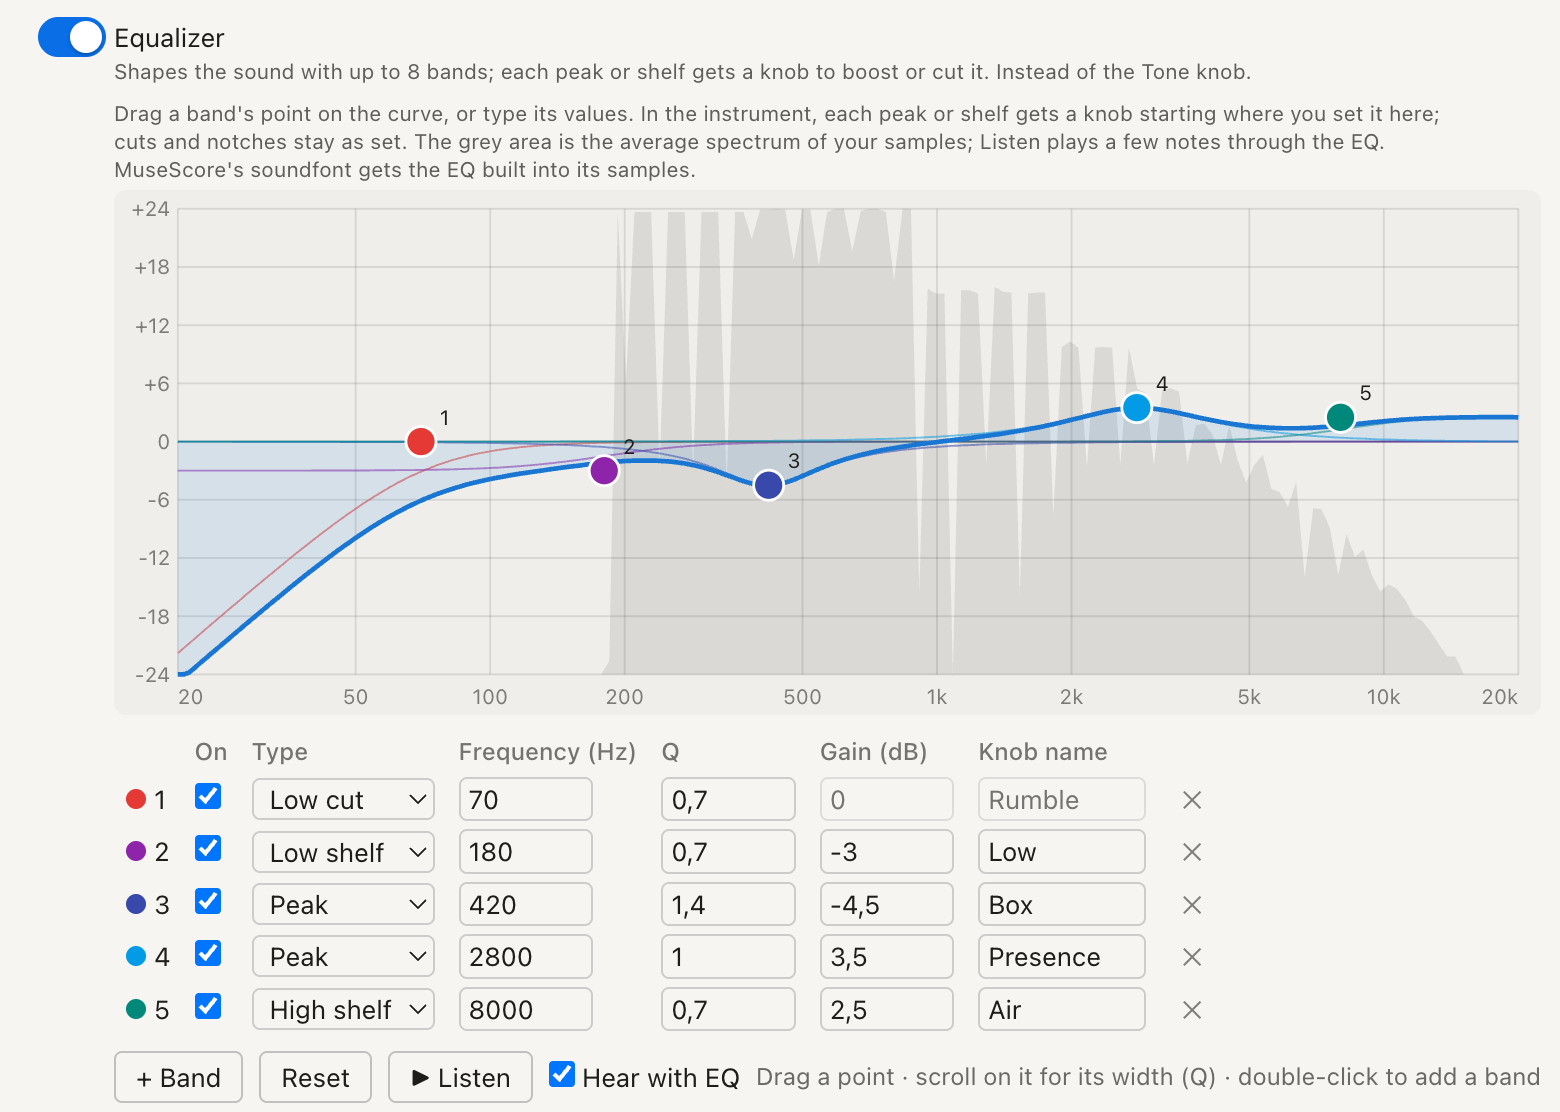 Equalizer
Shapes the sound with up to 8 bands; each peak or shelf gets a knob to boost or cut it. Instead of the Tone knob.
Drag a band's point on the curve, or type its values. In the instrument, each peak or shelf gets a knob starting where you set it here;
cuts and notches stay as set. The grey area is the average spectrum of your samples; Listen plays a few notes through the EQ.
MuseScore's soundfont gets the EQ built into its samples.
+24
+18
+12
+6
0
-6
-12
-18
-24
1
2
3
4
5
20 50 100 200 500 1k 2k 5k 10k 20k
On Type Frequency (Hz) Q Gain (dB) Knob name
1 Low cut 70 0,7 0 Rumble
2 Low shelf 180 0,7 -3 Low
3 Peak 420 1,4 -4,5 Box
4 Peak 2800 1 3,5 Presence
5 High shelf 8000 0,7 2,5 Air
+ Band Reset Listen Hear with EQ Drag a point · scroll on it for its width (Q) · double-click to add a band